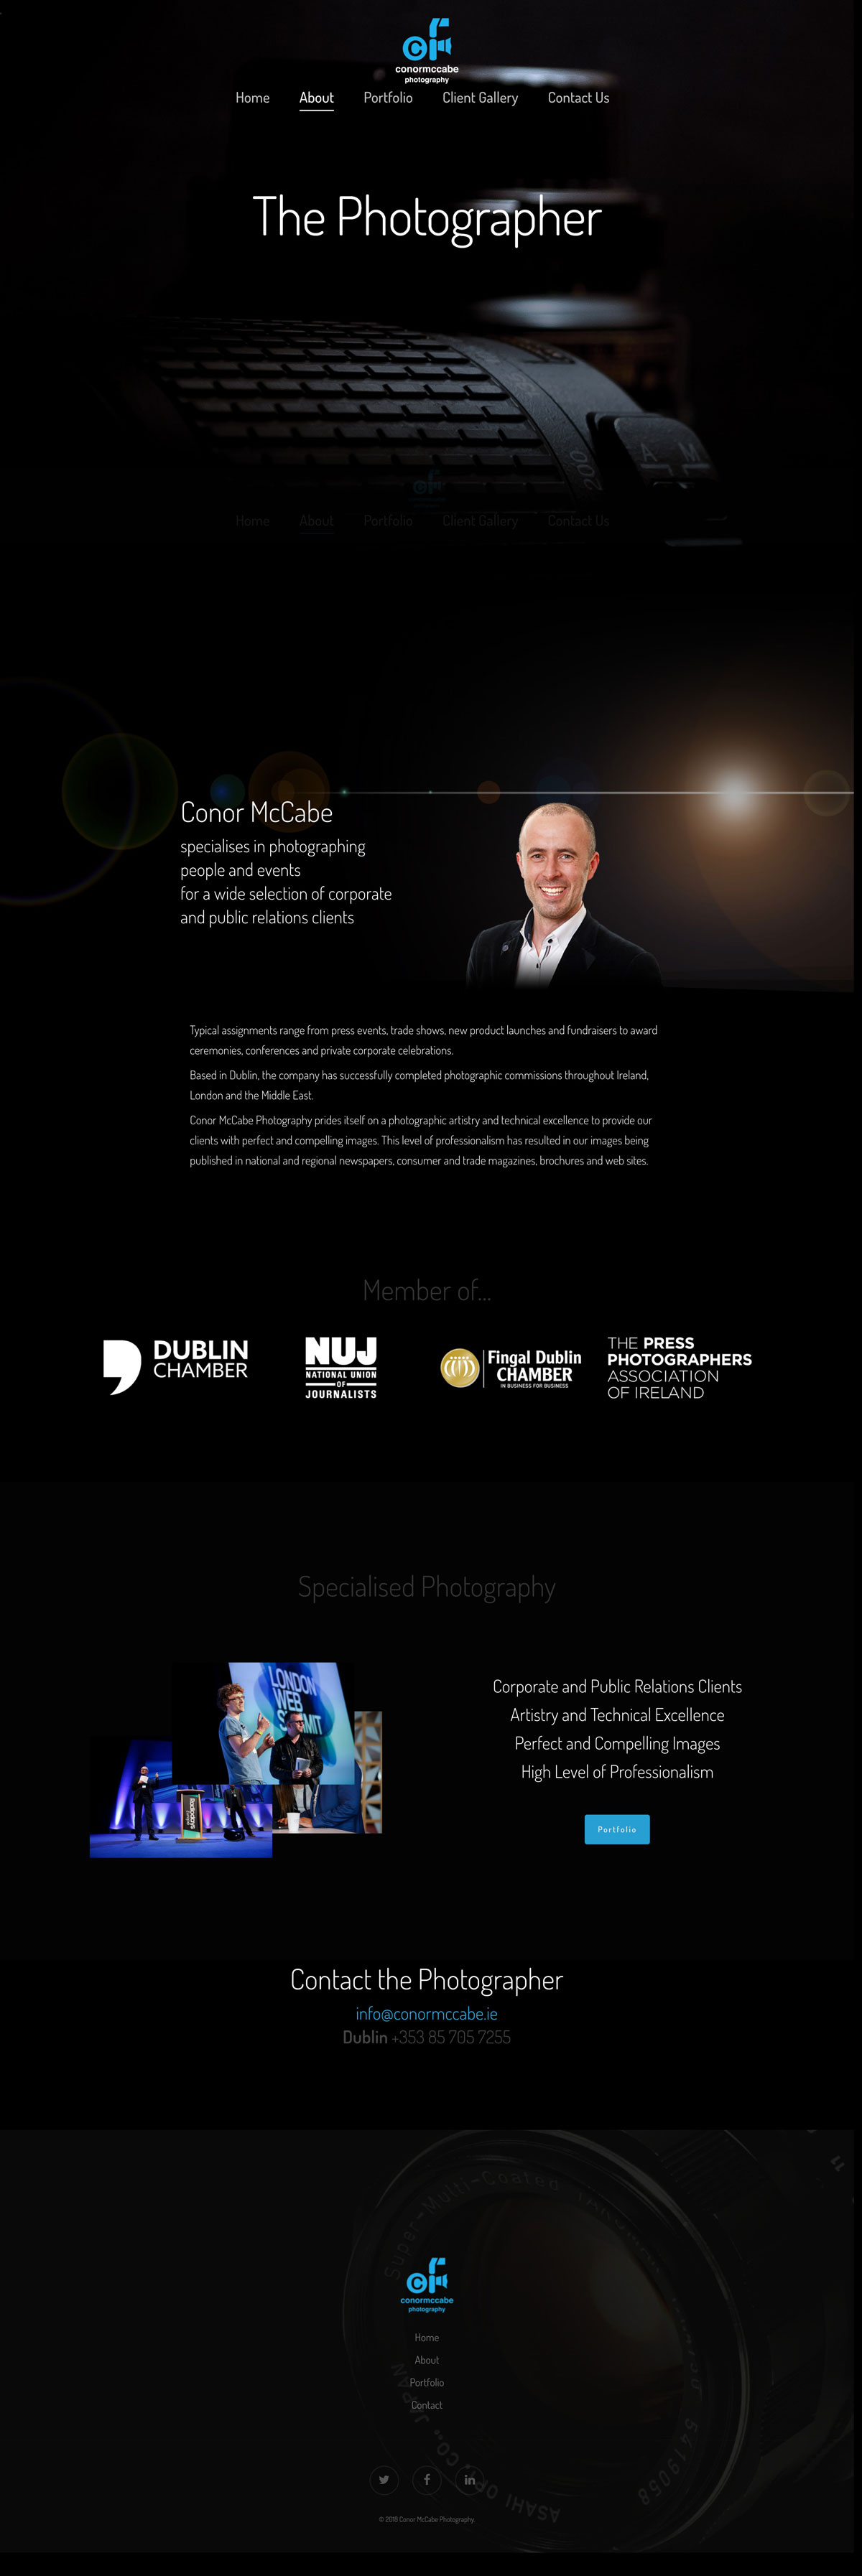 conormccabe
photography
Home About Portfolio Client Gallery Contact Us
The Photographer
200
A M
Home About Portfolio Client Gallery Contact Us
Conor McCabe
specialises in photographing
people and events
for a wide selection of corporate
and public relations clients
Typical assignments range from press events, trade shows, new product launches and fundraisers to award
ceremonies, conferences and private corporate celebrations.
Based in Dublin, the company has successfully completed photographic commissions throughout Ireland,
London and the Middle East.
Conor McCabe Photography prides itself on a photographic artistry and technical excellence to provide our
clients with perfect and compelling images. This level of professionalism has resulted in our images being
published in national and regional newspapers, consumer and trade magazines, brochures and web sites.
Member of...
DUBLIN
CHAMBER
NUJ
NATIONAL UNION
OF
JOURNALISTS
Fingal Dublin
CHAMBER
IN BUSINESS FOR BUSINESS
THE PRESS
PHOTOGRAPHERS
ASSOCIATION
OF IRELAND
Specialised Photography
LONDON
WEB
SUMMIT
Corporate and Public Relations Clients
Artistry and Technical Excellence
Perfect and Compelling Images
High Level of Professionalism
Portfolio
Contact the Photographer
info@conormccabe.ie
Dublin +353 85 705 7255
Super-Multi-Coated
conormccabe
photography
Home
About
Portfolio
Contact
5419058
ASAHI OPT. CO., JAPAN
© 2018 Conor McCabe Photography.